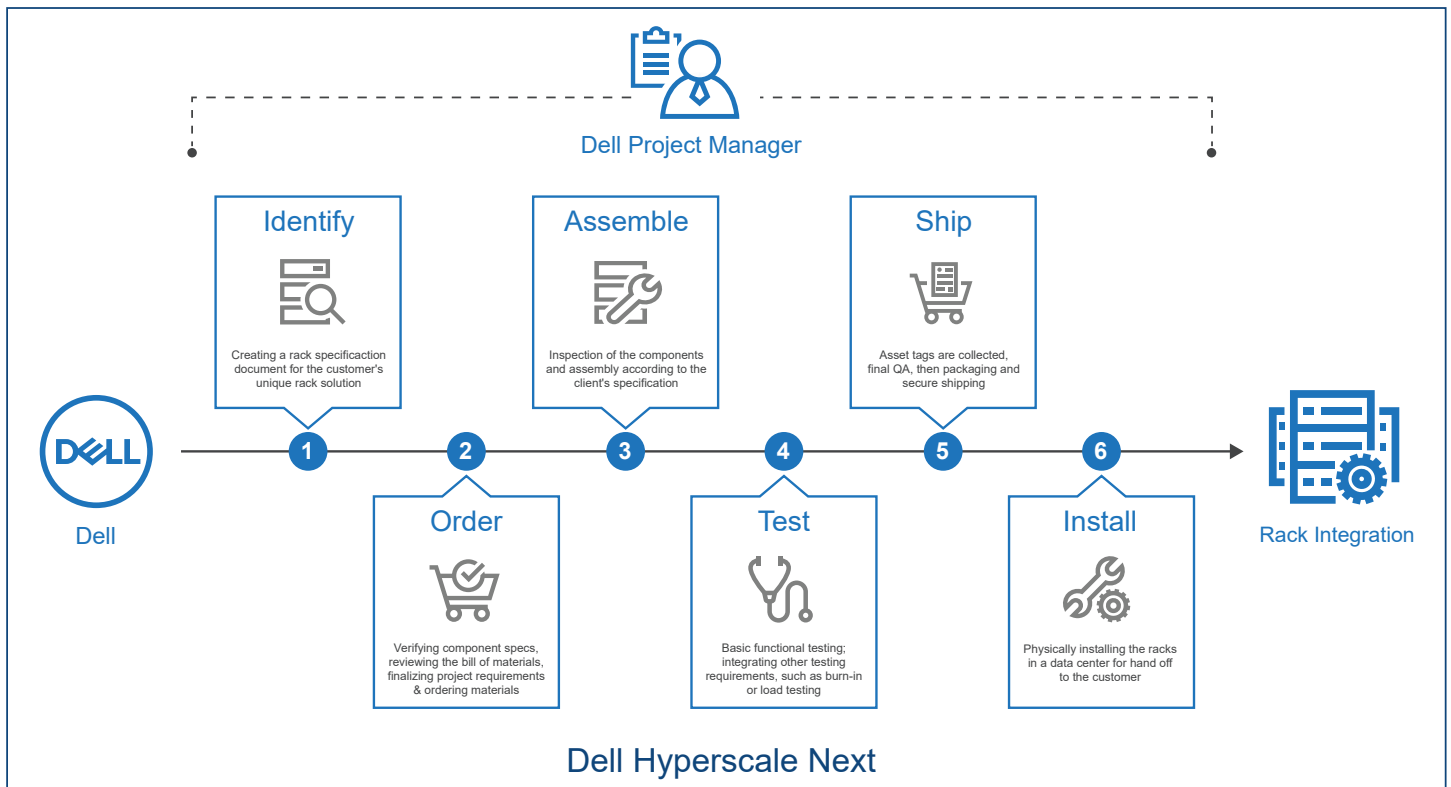 Dell Project Manager
Identify
Creating a rack specificaction
document for the customer's
unique rack solution
Assemble
Inspection of the components
and assembly according to the
client's specification
Ship
Asset tags are collected,
final QA, then packaging and
secure shipping
DELL
Dell
1
2
3
4
5
6
Rack Integration
Order
Verifying component specs,
reviewing the bill of materials,
finalizing project requirements
& ordering materials
Test
Basic functional testing;
integrating other testing
requirements, such as burn-in
or load testing
Install
Physically installing the racks
in a data center for hand off
to the customer
Dell Hyperscale Next